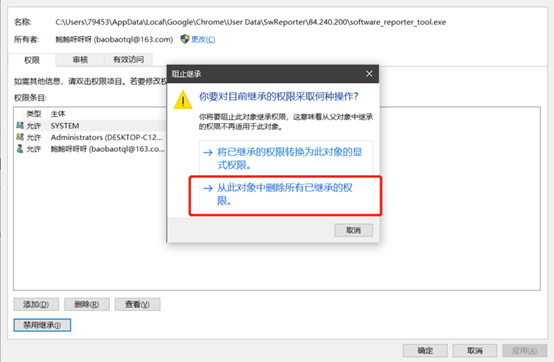 名称: C:\Users\79453\AppData\Local\Google\Chrome\User Data\SwReporter\84.240.200\software_reporter_tool.exe
所有者: 鲍鲍呀呀呀 (baobaotql@163.com) 更改(C)
权限 审核 有效访问
如需其他信息，请双击权限项目。若要修改权
权限条目:
类型 主体
允许 SYSTEM
允许 Administrators (DESKTOP-C12...
允许 鲍鲍呀呀呀 (baobaotql@163.co...
阻止继承
你要对目前继承的权限采取何种操作?
你将要阻止此对象继承权限，这意味着从父对象中继承
的权限不再适用于此对象。
将已继承的权限转换为此对象的显
式权限。
从此对象中删除所有已继承的权
限。
取消
添加(D) 删除(R) 查看(V)
禁用继承(I)
确定 取消 应用(A)